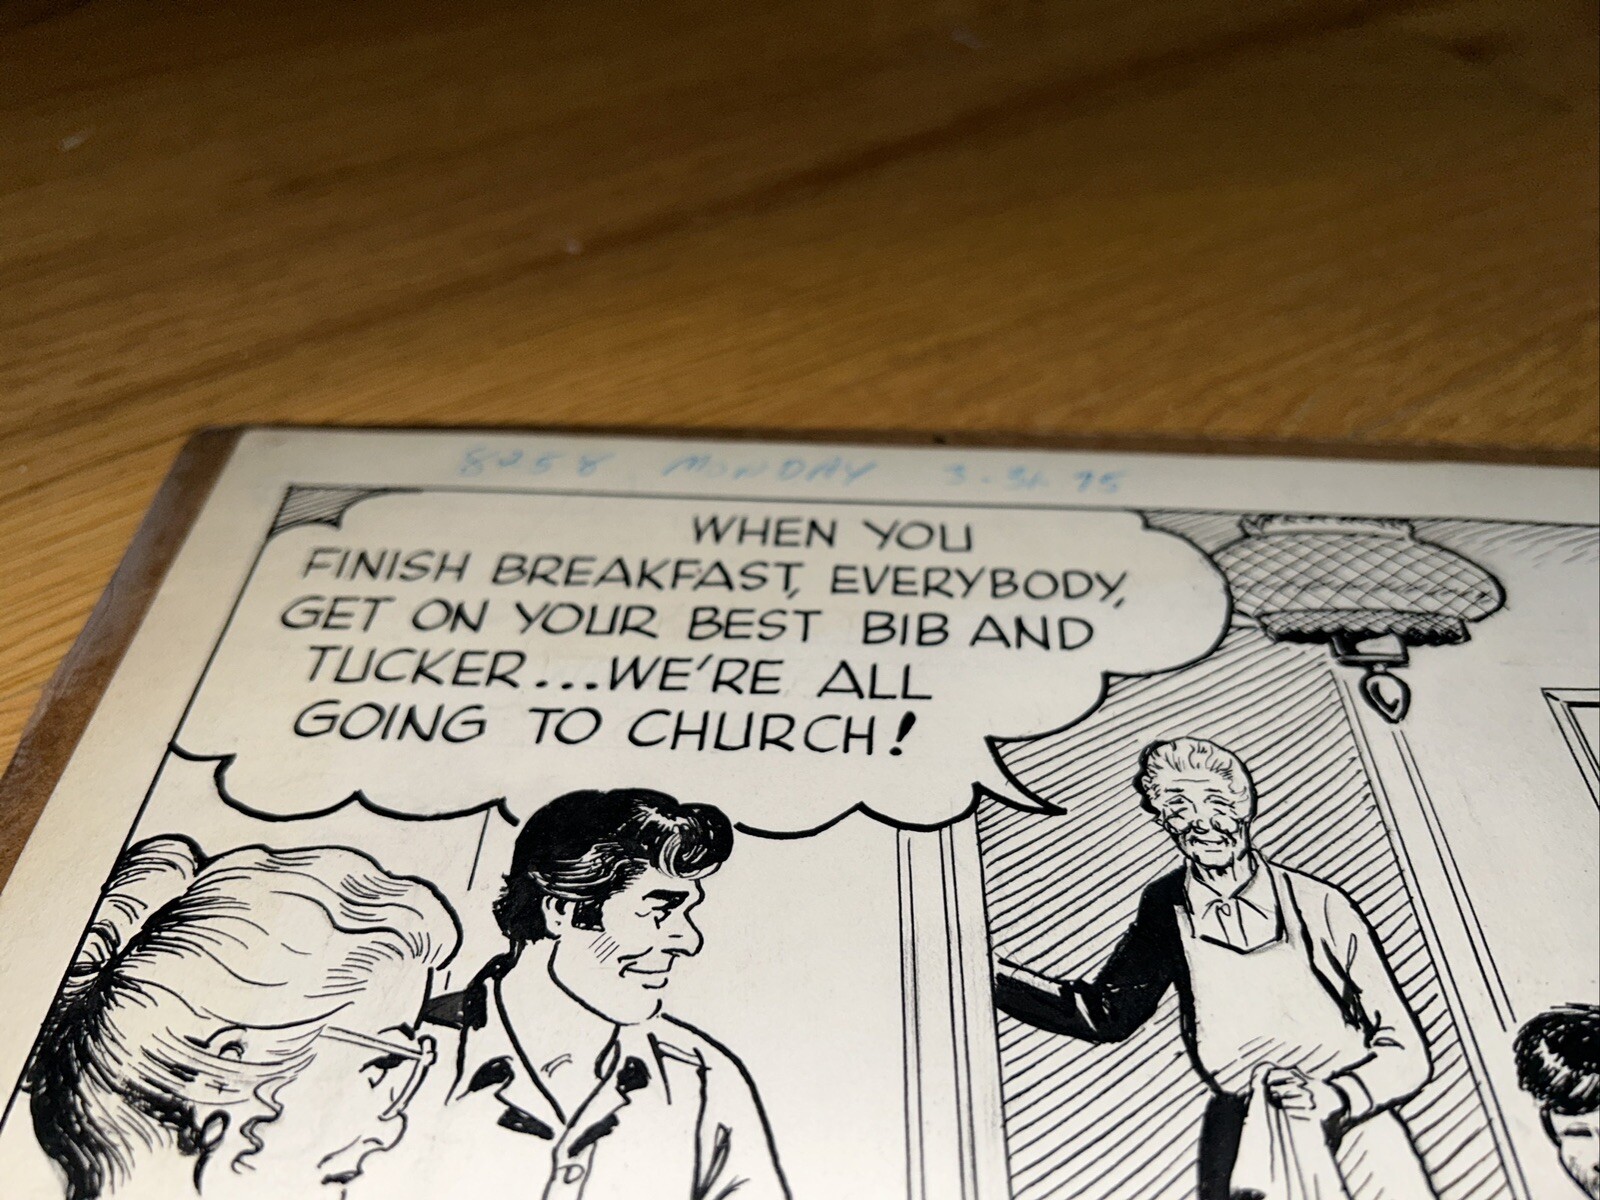 8258 MONDAY 3-31-75
WHEN YOU
FINISH BREAKFAST, EVERYBODY,
GET ON YOUR BEST BIB AND
TUCKER...WE'RE ALL
GOING TO CHURCH!